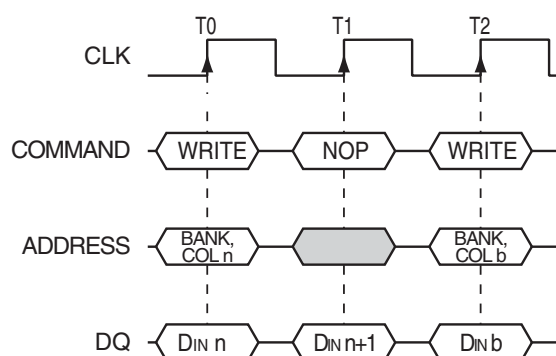 T0 T1 T2
CLK
COMMAND WRITE NOP WRITE
ADDRESS BANK, COL n BANK, COL b
DQ DIN n DIN n+1 DIN b